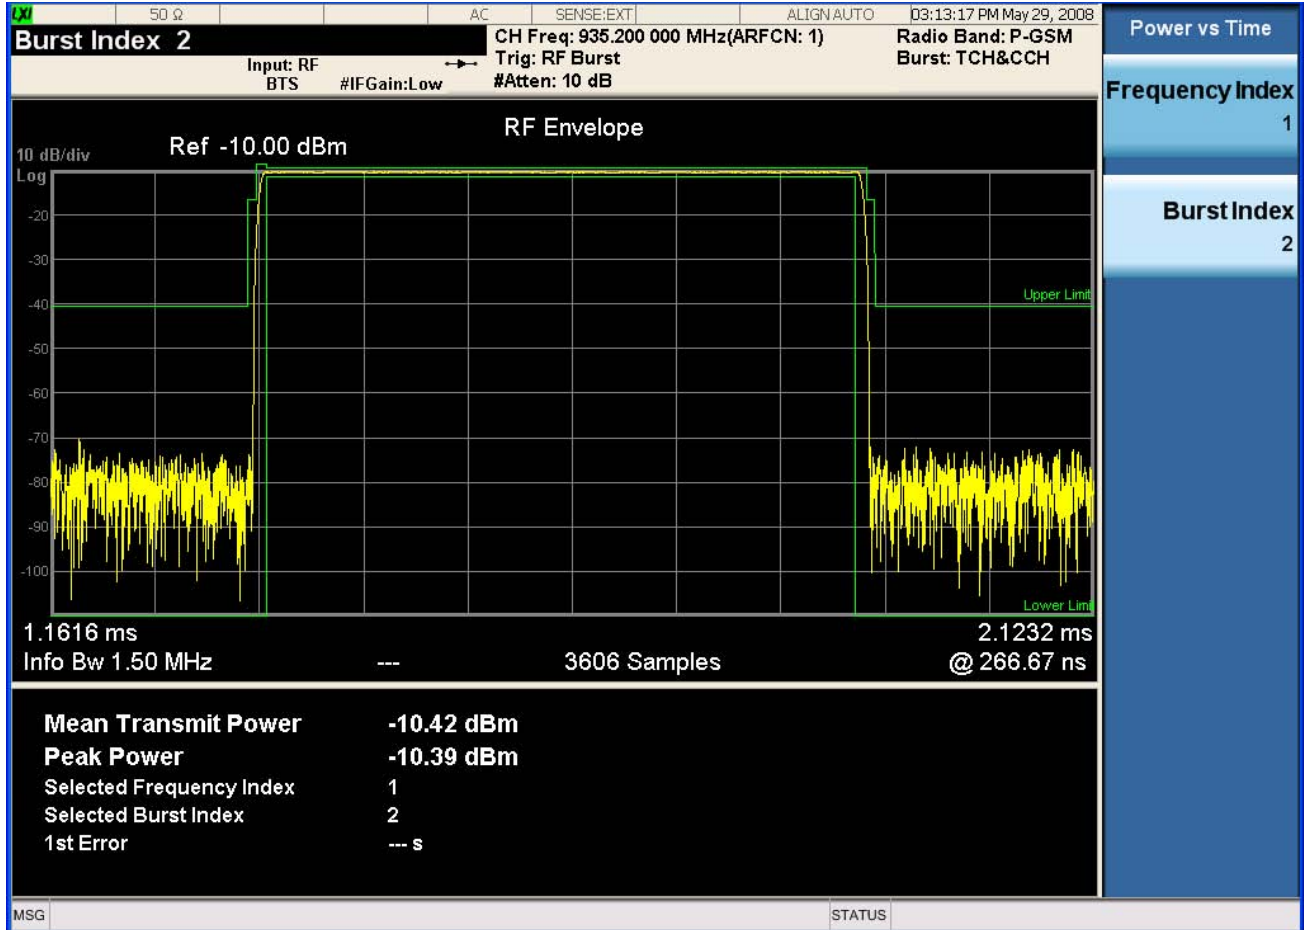 LXI 50 Ω AC SENSE:EXT ALIGN AUTO 03:13:17 PM May 29, 2008
Burst Index 2
Input: RF
BTS #IFGain:Low
CH Freq: 935.200 000 MHz(ARFCN: 1)
Trig: RF Burst
#Atten: 10 dB
Radio Band: P-GSM
Burst: TCH&CCH
Power vs Time
Frequency Index
1
Burst Index
2
RF Envelope
10 dB/div Ref -10.00 dBm
Log
-20
-30
-40
-50
-60
-70
-80
-90
-100
Upper Limit
Lower Limi
1.1616 ms 2.1232 ms
Info Bw 1.50 MHz --- 3606 Samples @ 266.67 ns
Mean Transmit Power -10.42 dBm
Peak Power -10.39 dBm
Selected Frequency Index 1
Selected Burst Index 2
1st Error --- s
MSG STATUS